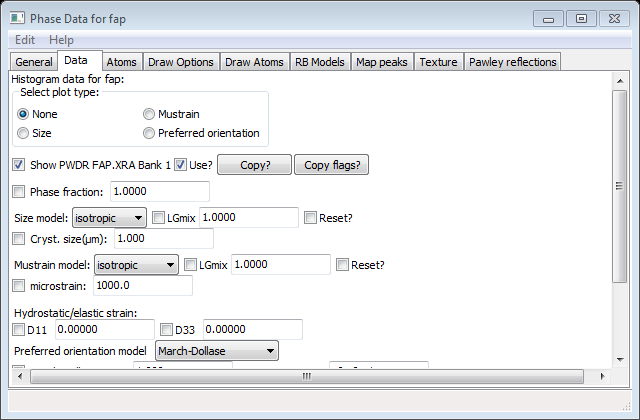 Phase Data for fap
Edit Help
General Data Atoms Draw Options Draw Atoms RB Models Map peaks Texture Pawley reflections
Histogram data for fap:
Select plot type:
None Mustrain
Size Preferred orientation
Show PWDR FAP.XRA Bank 1 Use? Copy? Copy flags?
Phase fraction: 1.0000
Size model: isotropic LGmix 1.0000 Reset?
Cryst. size(μm): 1.000
Mustrain model: isotropic LGmix 1.0000 Reset?
microstrain: 1000.0
Hydrostatic/elastic strain:
D11 0.00000 D33 0.00000
Preferred orientation model March-Dollase